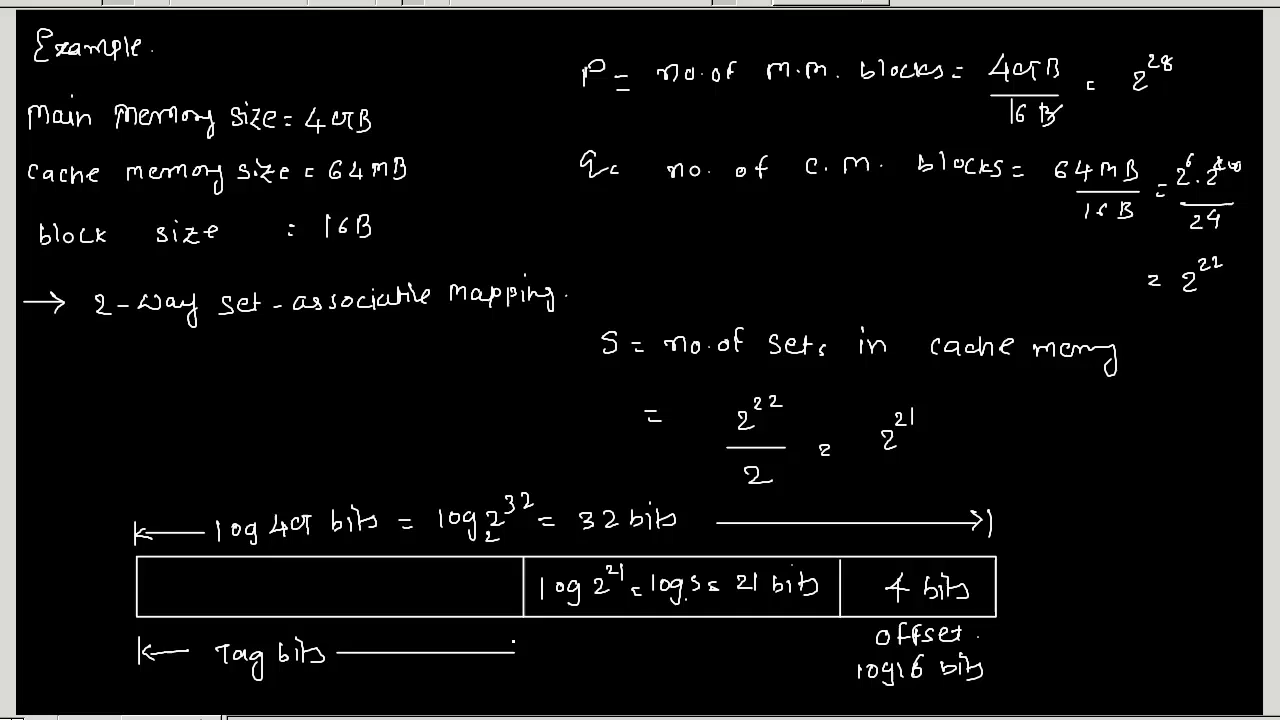 Example.
Main Memory size = 4GB
Cache memory size = 64MB
block size = 16B
→ 2-way set-associative mapping.
P = no. of M.M. blocks = 4GB / 16B = 2^28
q = no. of C.M. blocks = 64MB / 16B = 2^6 . 2^20 / 2^4
= 2^22
S = no. of sets in cache memory
= 2^22 / 2 = 2^21
log 4G bits = log_2 2^32 = 32 bits
log 2^21 = log S = 21 bits 4 bits
Tag bits offset.
log 16 bits